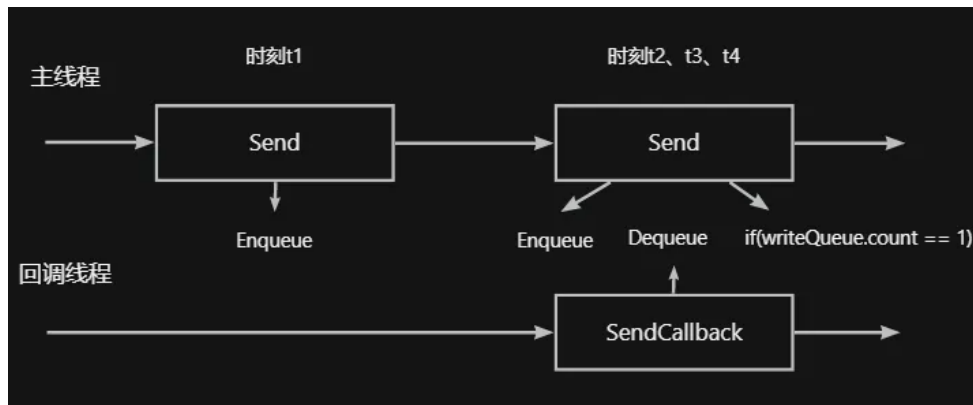 时刻t1
时刻t2、t3、t4
主线程
Send
Send
Enqueue
Enqueue
Dequeue
if(writeQueue.count == 1)
回调线程
SendCallback